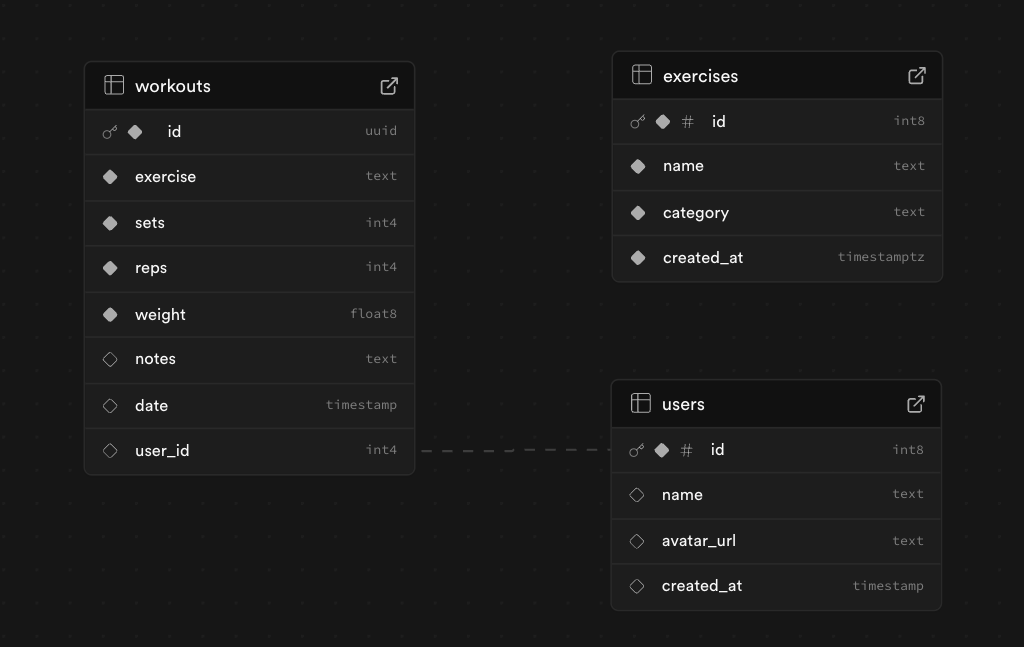 workouts
id uuid
exercise text
sets int4
reps int4
weight float8
notes text
date timestamp
user_id int4
exercises
# id int8
name text
category text
created_at timestamptz
users
# id int8
name text
avatar_url text
created_at timestamp